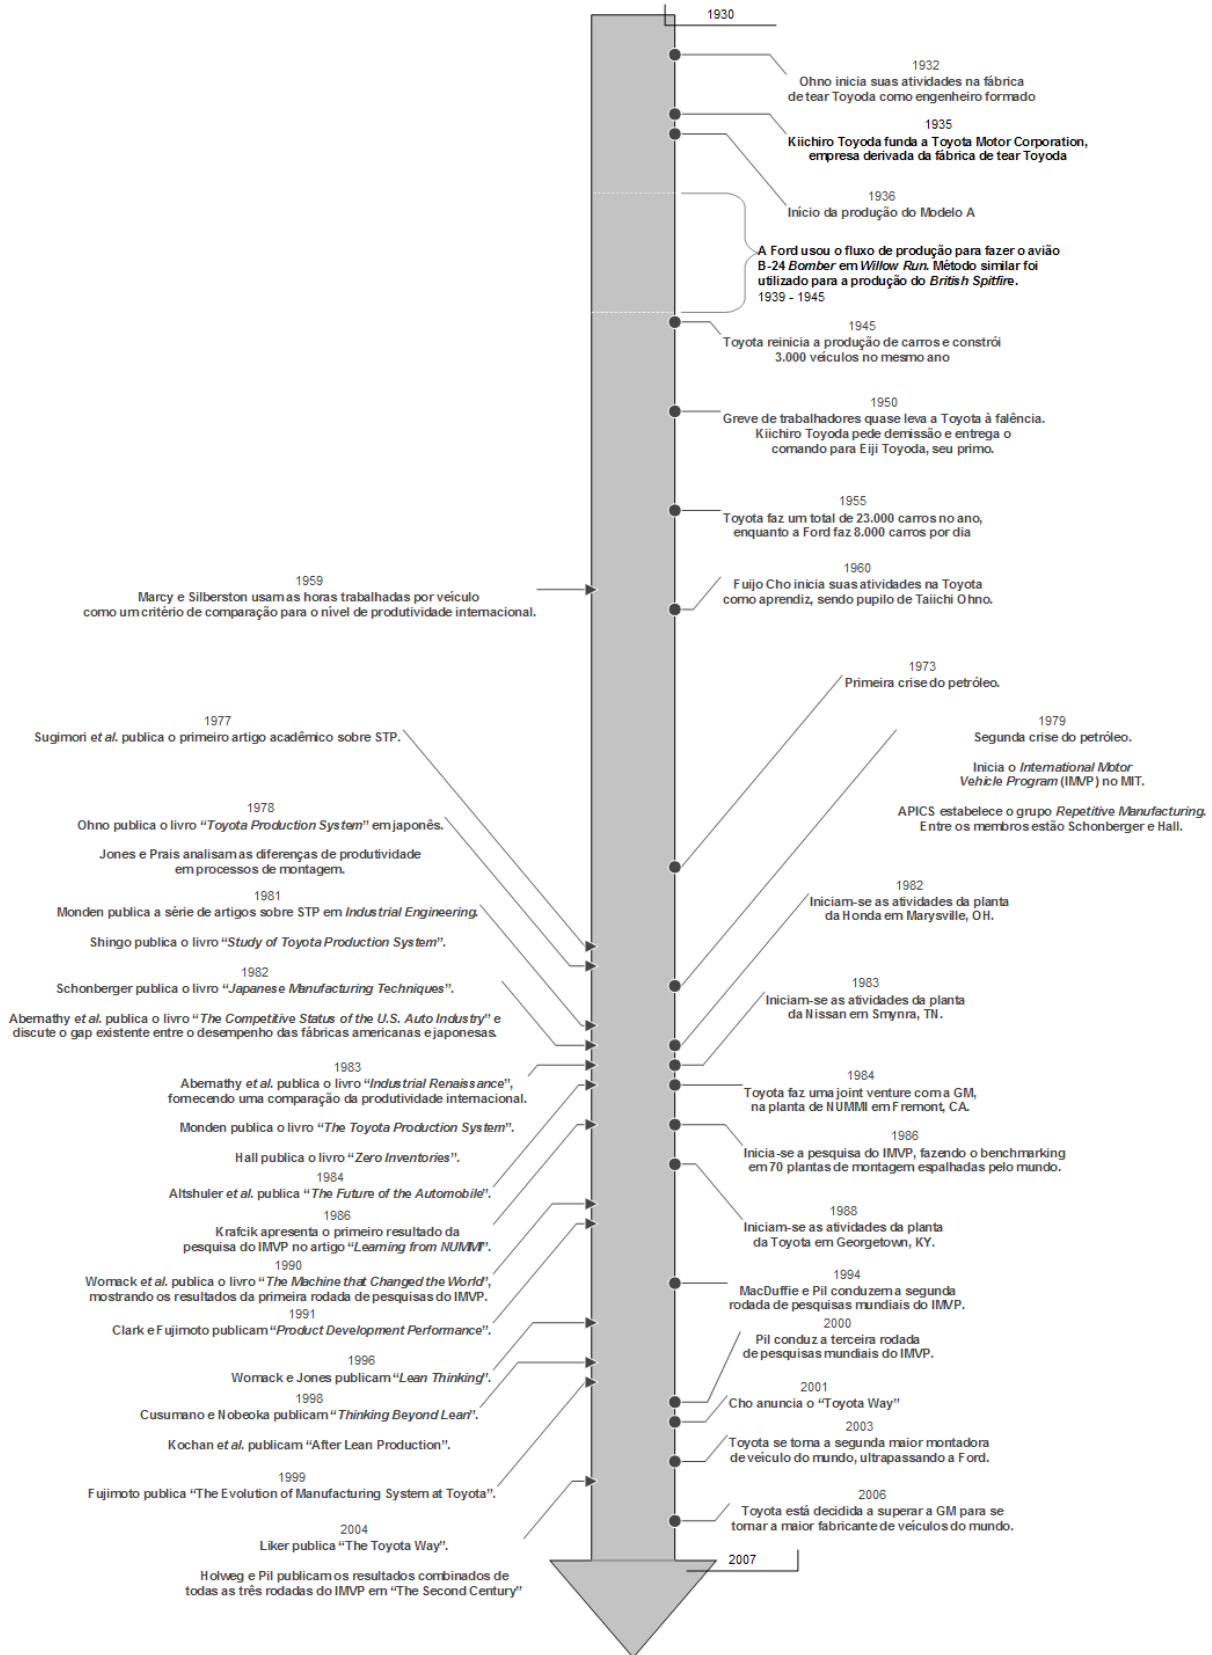 1930
1932
Ohno inicia suas atividades na fábrica
de tear Toyoda como engenheiro formado
1935
Kiichiro Toyoda funda a Toyota Motor Corporation,
empresa derivada da fábrica de tear Toyoda
1936
Início da produção do Modelo A
A Ford usou o fluxo de produção para fazer o avião
B-24 Bomber em Willow Run. Método similar foi
utilizado para a produção do British Spitfire.
1939 - 1945
1945
Toyota reinicia a produção de carros e constrói
3.000 veículos no mesmo ano
1950
Greve de trabalhadores quase leva a Toyota à falência.
Kiichiro Toyoda pede demissão e entrega o
comando para Eiji Toyoda, seu primo.
1955
Toyota faz um total de 23.000 carros no ano,
enquanto a Ford faz 8.000 carros por dia
1960
Fuijo Cho inicia suas atividades na Toyota
como aprendiz, sendo pupilo de Taiichi Ohno.
1973
Primeira crise do petróleo.
1979
Segunda crise do petróleo.
Inicia o International Motor
Vehicle Program (IMVP) no MIT.
APICS estabelece o grupo Repetitive Manufacturing.
Entre os membros estão Schonberger e Hall.
1982
Iniciam-se as atividades da planta
da Honda em Marysville, OH.
1983
Iniciam-se as atividades da planta
da Nissan em Smynra, TN.
1984
Toyota faz uma joint venture com a GM,
na planta de NUMMI em Fremont, CA.
1986
Inicia-se a pesquisa do IMVP, fazendo o benchmarking
em 70 plantas de montagem espalhadas pelo mundo.
1988
Iniciam-se as atividades da planta
da Toyota em Georgetown, KY.
1994
MacDuffie e Pil conduzem a segunda
rodada de pesquisas mundiais do IMVP.
2000
Pil conduz a terceira rodada
de pesquisas mundiais do IMVP.
2001
Cho anuncia o “Toyota Way”
2003
Toyota se torna a segunda maior montadora
de veículo do mundo, ultrapassando a Ford.
2006
Toyota está decidida a superar a GM para se
tornar a maior fabricante de veículos do mundo.
2007
1959
Marcy e Silberston usam as horas trabalhadas por veículo
como um critério de comparação para o nível de produtividade internacional.
1977
Sugimori et al. publica o primeiro artigo acadêmico sobre STP.
1978
Ohno publica o livro “Toyota Production System” em japonês.
Jones e Prais analisam as diferenças de produtividade
em processos de montagem.
1981
Monden publica a série de artigos sobre STP em Industrial Engineering.
Shingo publica o livro “Study of Toyota Production System”.
1982
Schonberger publica o livro “Japanese Manufacturing Techniques”.
Abernathy et al. publica o livro “The Competitive Status of the U.S. Auto Industry” e
discute o gap existente entre o desempenho das fábricas americanas e japonesas.
1983
Abernathy et al. publica o livro “Industrial Renaissance”,
fornecendo uma comparação da produtividade internacional.
Monden publica o livro “The Toyota Production System”.
Hall publica o livro “Zero Inventories”.
1984
Altshuler et al. publica “The Future of the Automobile”.
1986
Krafcik apresenta o primeiro resultado da
pesquisa do IMVP no artigo “Learning from NUMMI”.
1990
Womack et al. publica o livro “The Machine that Changed the World”,
mostrando os resultados da primeira rodada de pesquisas do IMVP.
1991
Clark e Fujimoto publicam “Product Development Performance”.
1996
Womack e Jones publicam “Lean Thinking”.
1998
Cusumano e Nobeoka publicam “Thinking Beyond Lean”.
Kochan et al. publicam “After Lean Production”.
1999
Fujimoto publica “The Evolution of Manufacturing System at Toyota”.
2004
Liker publica “The Toyota Way”.
Holweg e Pil publicam os resultados combinados de
todas as três rodadas do IMVP em “The Second Century”